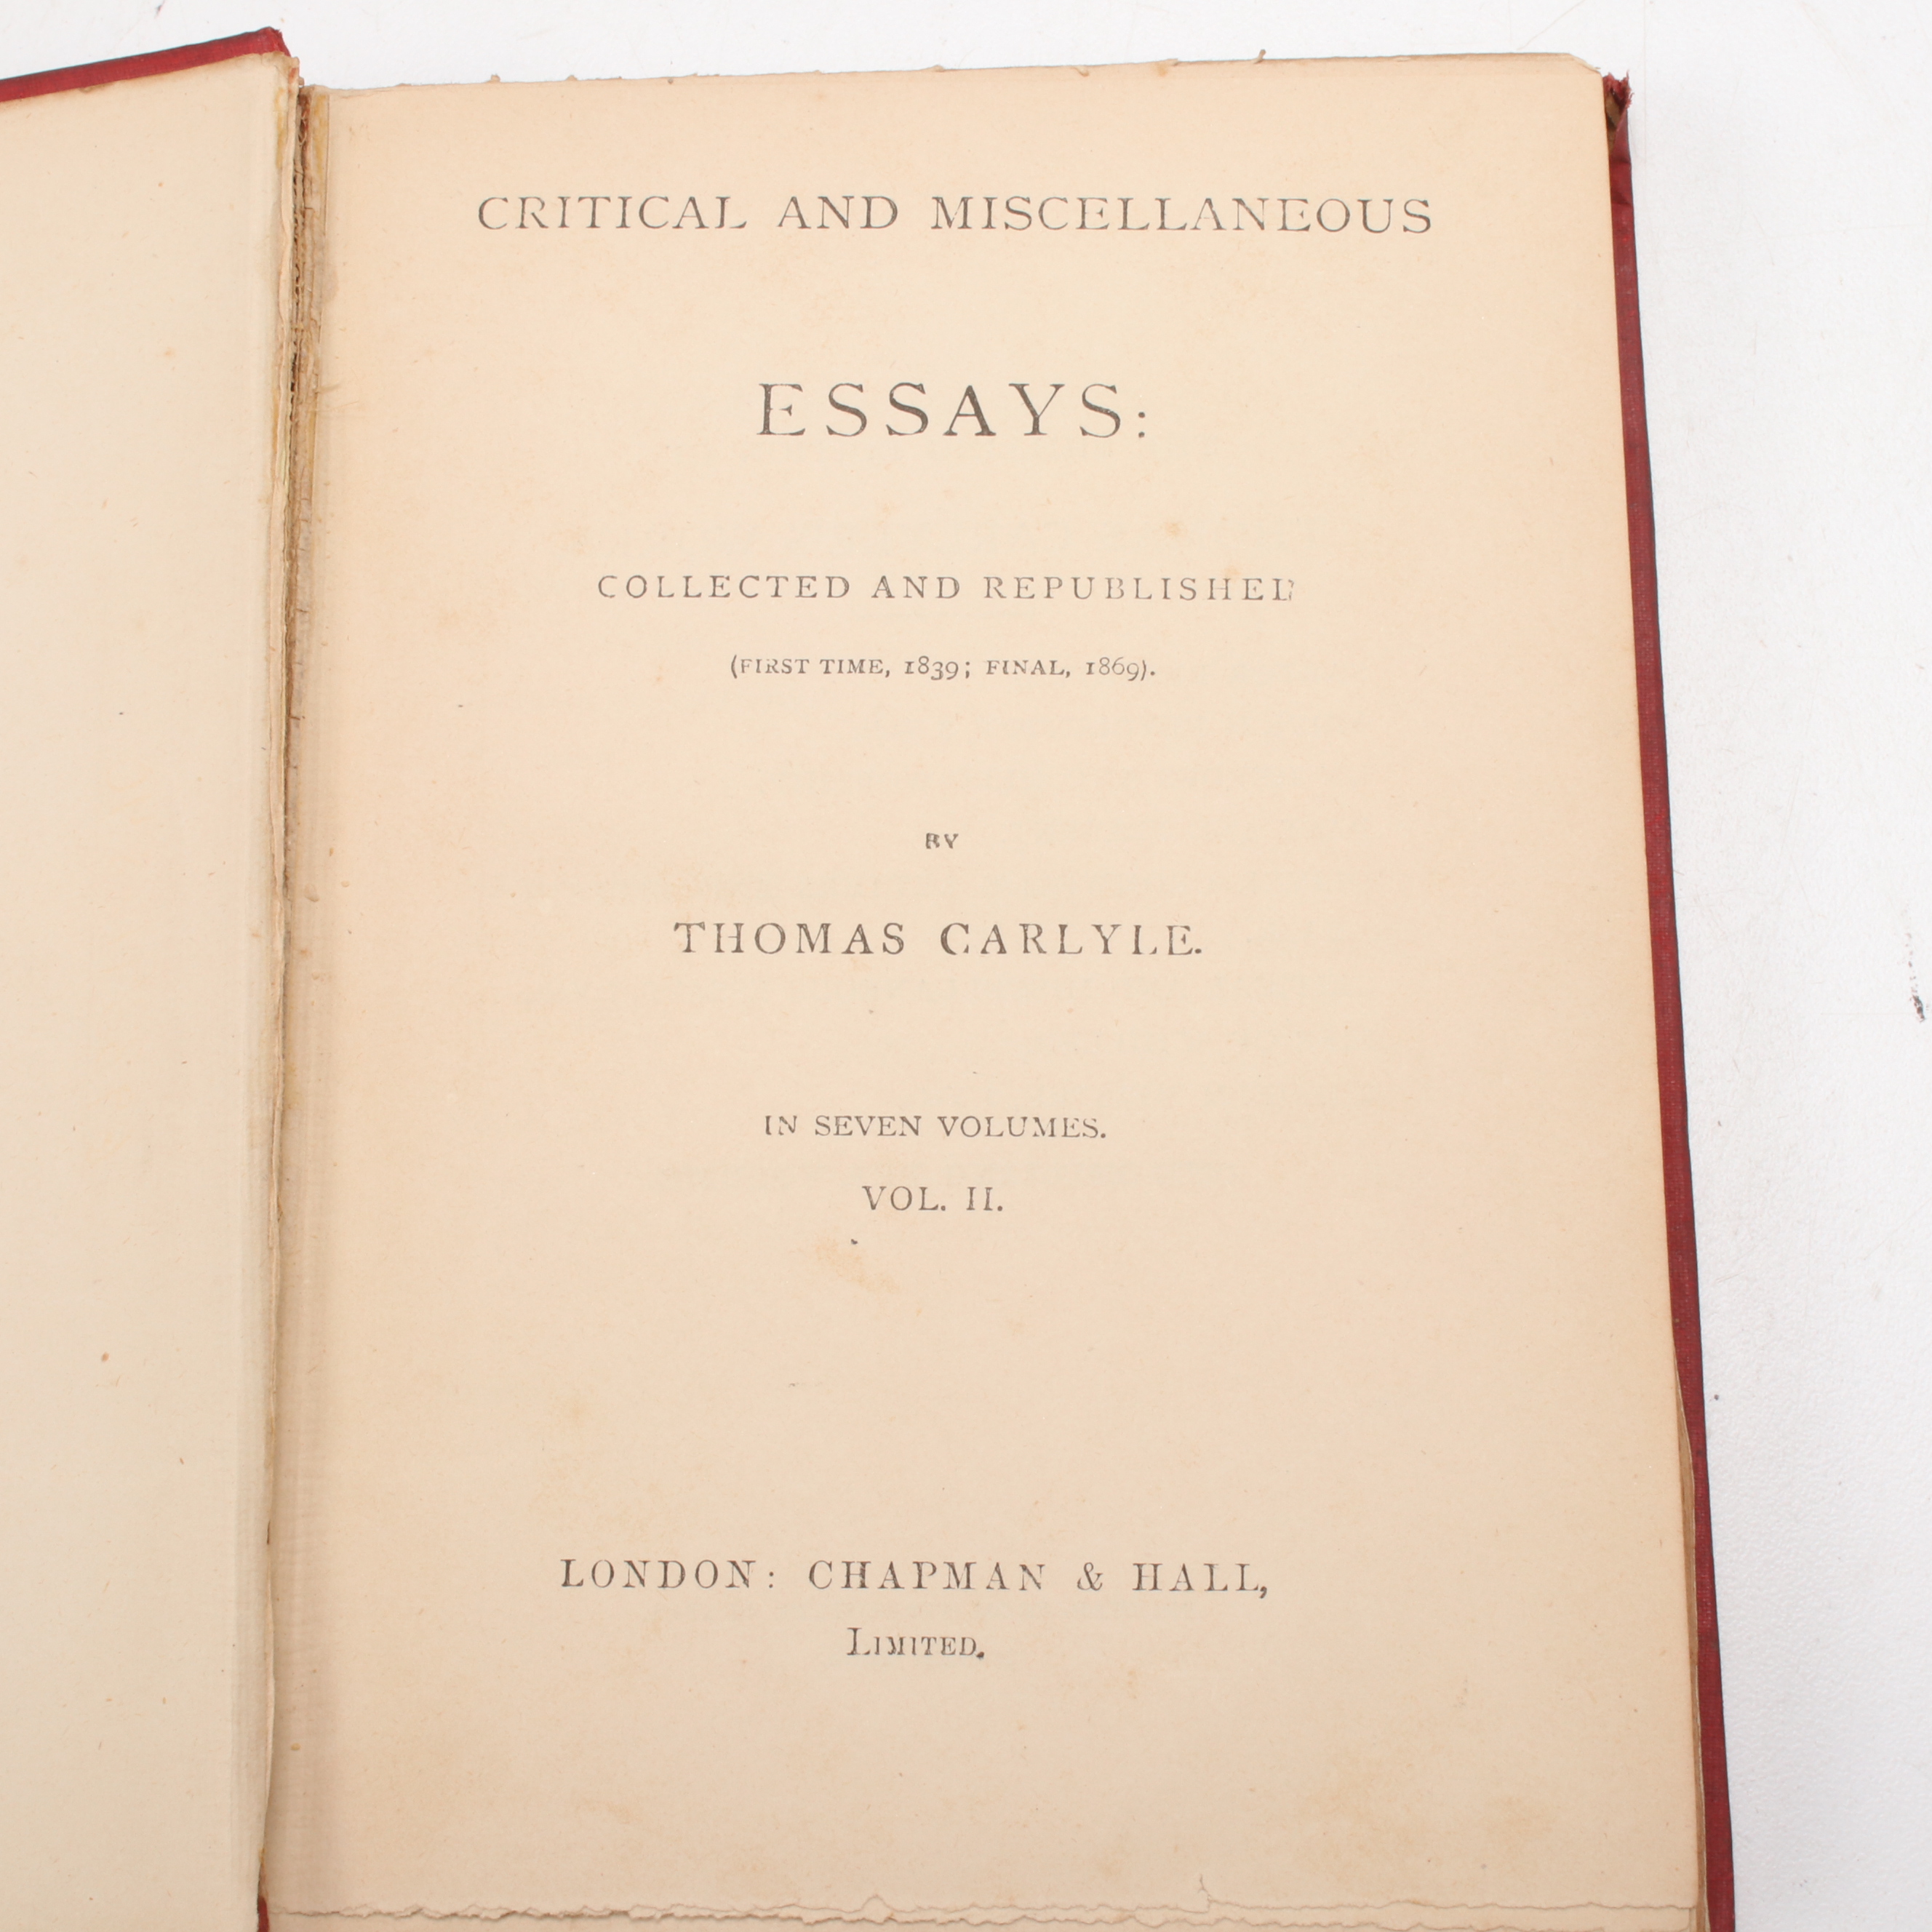 CRITICAL AND MISCELLANEOUS
ESSAYS:
COLLECTED AND REPUBLISHED
(FIRST TIME, 1839; FINAL, 1869).
BY
THOMAS CARLYLE.
IN SEVEN VOLUMES.
VOL. II.
LONDON: CHAPMAN & HALL,
LIMITED.